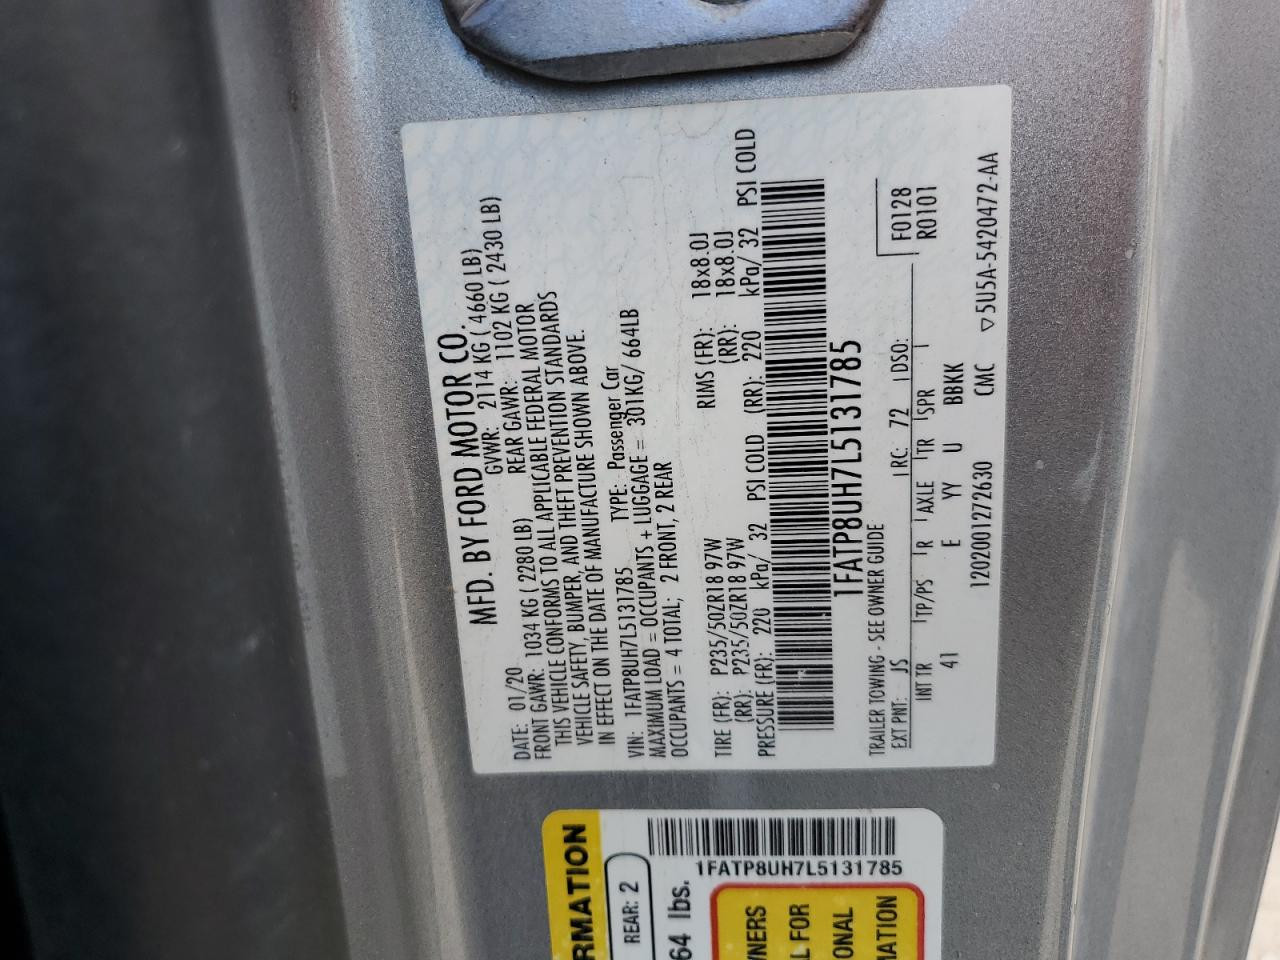 MFD. BY FORD MOTOR CO.
DATE: 01/20 GVWR: 2114 KG ( 4660 LB)
FRONT GAWR: 1034 KG ( 2280 LB) REAR GAWR: 1102 KG ( 2430 LB)
THIS VEHICLE CONFORMS TO ALL APPLICABLE FEDERAL MOTOR
VEHICLE SAFETY, BUMPER, AND THEFT PREVENTION STANDARDS
IN EFFECT ON THE DATE OF MANUFACTURE SHOWN ABOVE.
VIN: 1FATP8UH7L5131785 TYPE: Passenger Car
MAXIMUM LOAD = OCCUPANTS + LUGGAGE = 301KG/ 664LB
OCCUPANTS = 4 TOTAL; 2 FRONT, 2 REAR
TIRE (FR): P235/50ZR18 97W RIMS (FR): 18x8.0J
(RR): P235/50ZR18 97W (RR): 18x8.0J
PRESSURE (FR): 220 kPa/ 32 PSI COLD (RR): 220 kPa/ 32 PSI COLD
1FATP8UH7L5131785
TRAILER TOWING - SEE OWNER GUIDE
EXT PNT: JS RC: 72 DSO: F0128
INT TR TP/PS R AXLE TR SPR R0101
41 E YY U BBKK
12020012726​30 CMC ▽5U5A-5420472-AA
1FATP8UH7L5131785
RMATION
REAR: 2
64 lbs.
WNERS
L FOR
ONAL
MATION